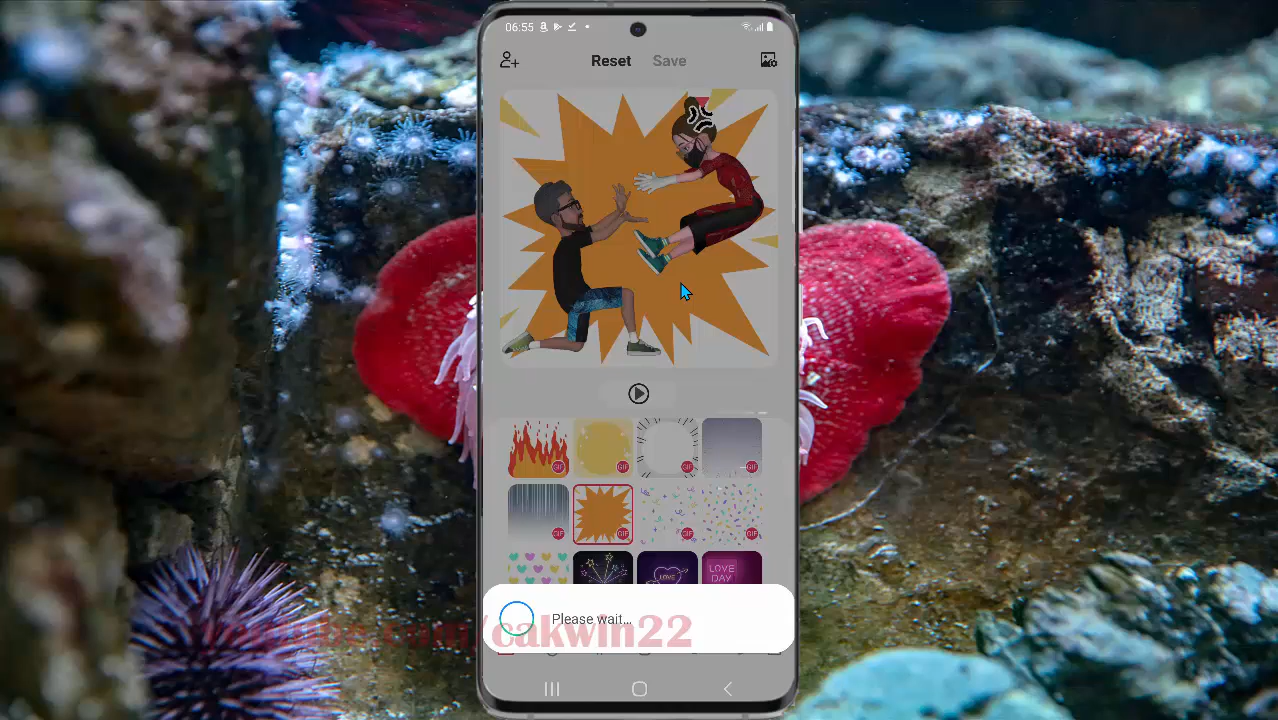 06:55
Reset Save
GIF GIF GIF GIF
GIF GIF GIF GIF
LOVE LOVE
DAY
Please wait...
youtube.com/cakwin22